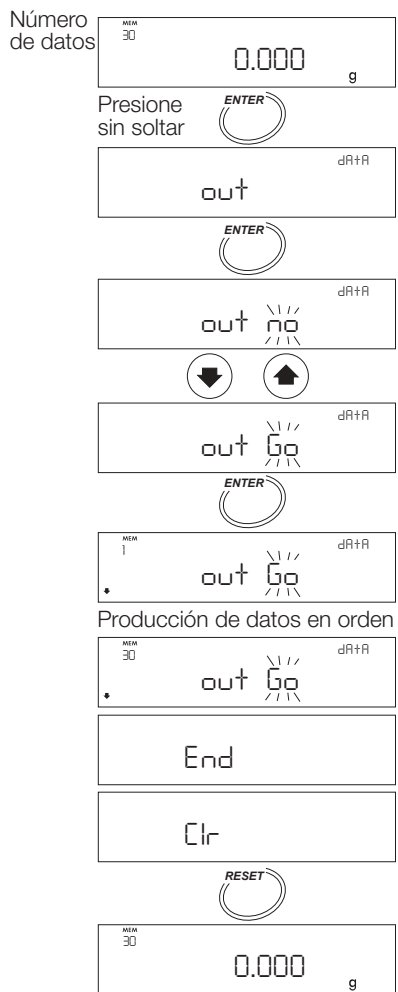 Número
de datos
MEM
30
0.000
g
Presione
sin soltar
ENTER
dAtA
out
ENTER
dAtA
out no
dAtA
out Go
ENTER
MEM
1
dAtA
out Go
Producción de datos en orden
MEM
30
dAtA
out Go
End
Clr
RESET
MEM
30
0.000
g